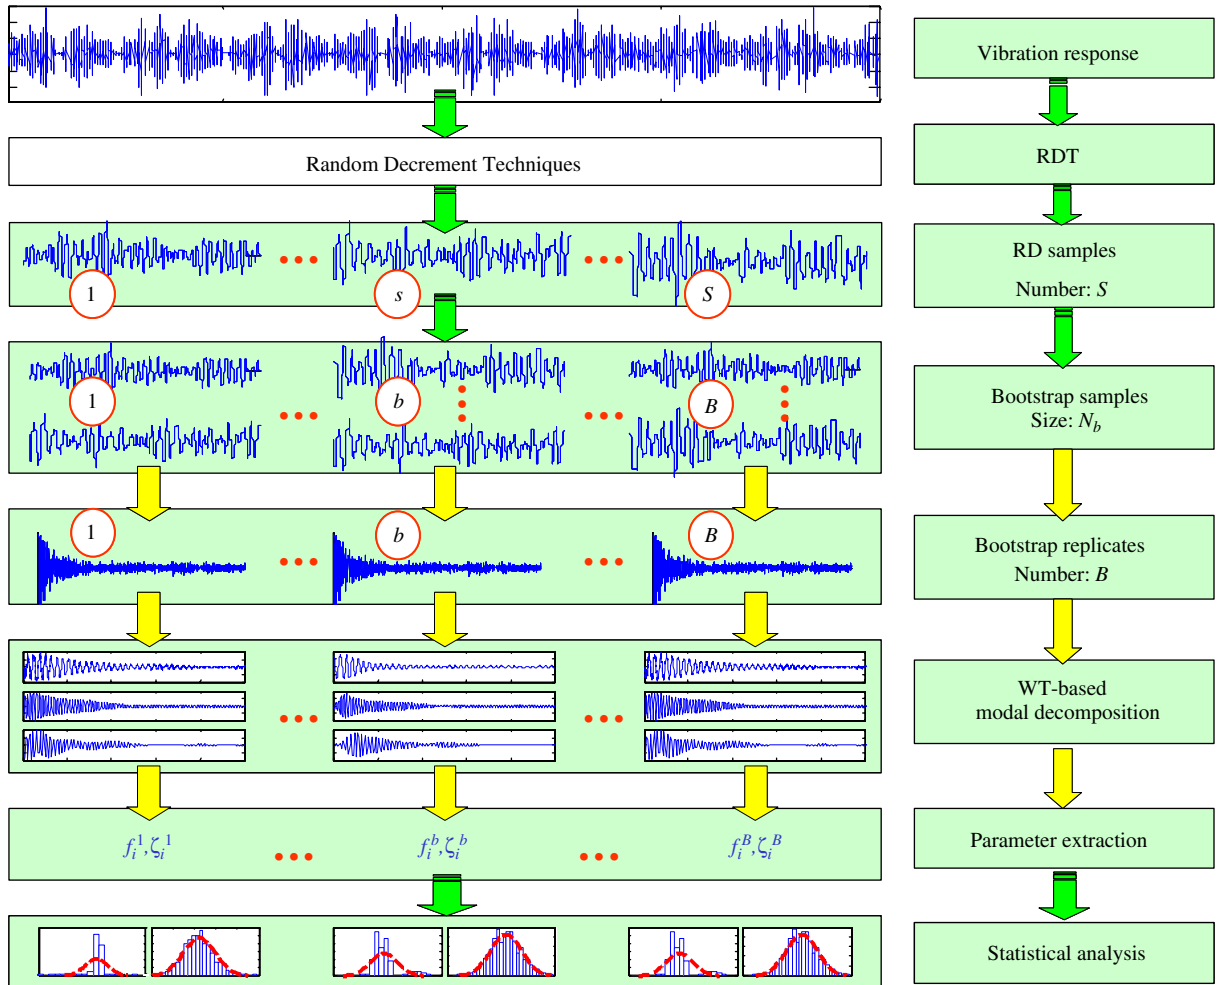 Vibration response
Random Decrement Techniques
RDT
1
s
S
RD samples
Number: S
1
b
B
Bootstrap samples
Size: N_b
1
b
B
Bootstrap replicates
Number: B
WT-based
modal decomposition
f_i^1,ζ_i^1
f_i^b,ζ_i^b
f_i^B,ζ_i^B
Parameter extraction
Statistical analysis